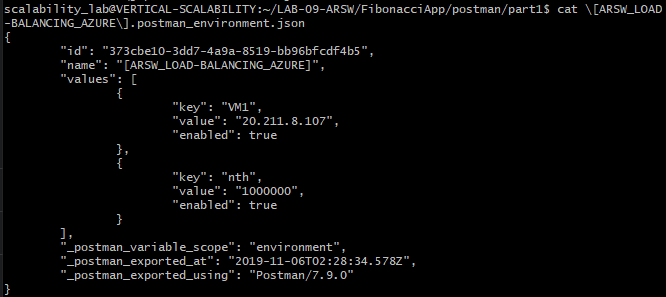 scalability_lab@VERTICAL-SCALABILITY:~/LAB-09-ARSW/FibonacciApp/postman/part1$ cat \[ARSW_LOAD
-BALANCING_AZURE\].postman_environment.json
{
        "id": "373cbe10-3dd7-4a9a-8519-bb96bfcdf4b5",
        "name": "[ARSW_LOAD-BALANCING_AZURE]",
        "values": [
                {
                        "key": "VM1",
                        "value": "20.211.8.107",
                        "enabled": true
                },
                {
                        "key": "nth",
                        "value": "1000000",
                        "enabled": true
                }
        ],
        "_postman_variable_scope": "environment",
        "_postman_exported_at": "2019-11-06T02:28:34.578Z",
        "_postman_exported_using": "Postman/7.9.0"
}